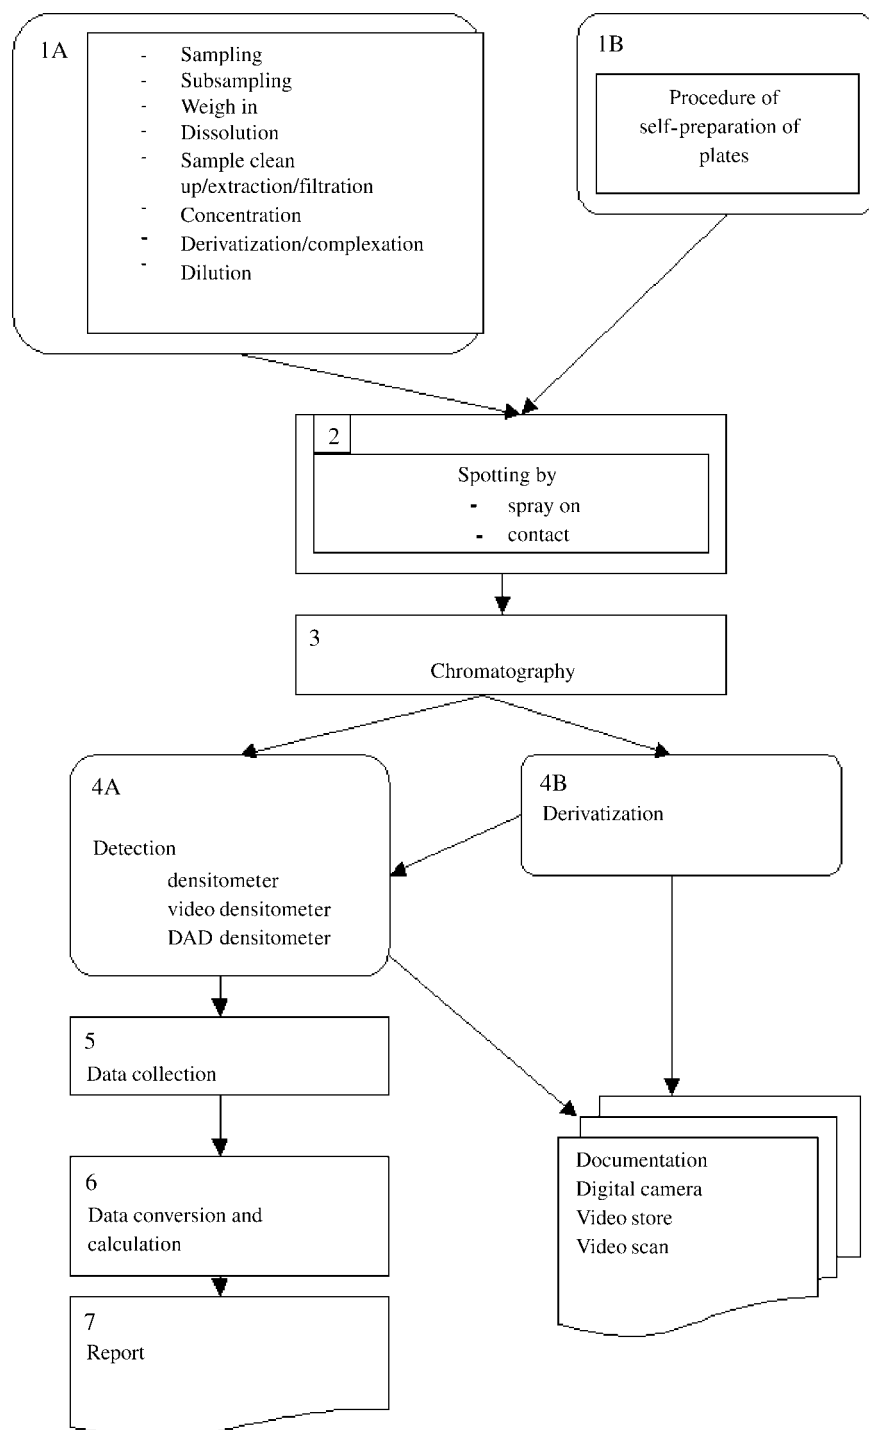 1A
- Sampling
- Subsampling
- Weigh in
- Dissolution
- Sample clean
up/extraction/filtration
- Concentration
- Derivatization/complexation
- Dilution
1B
Procedure of
self-preparation of
plates
2
Spotting by
- spray on
- contact
3
Chromatography
4A
Detection
densitometer
video densitometer
DAD densitometer
4B
Derivatization
5
Data collection
6
Data conversion and
calculation
7
Report
Documentation
Digital camera
Video store
Video scan